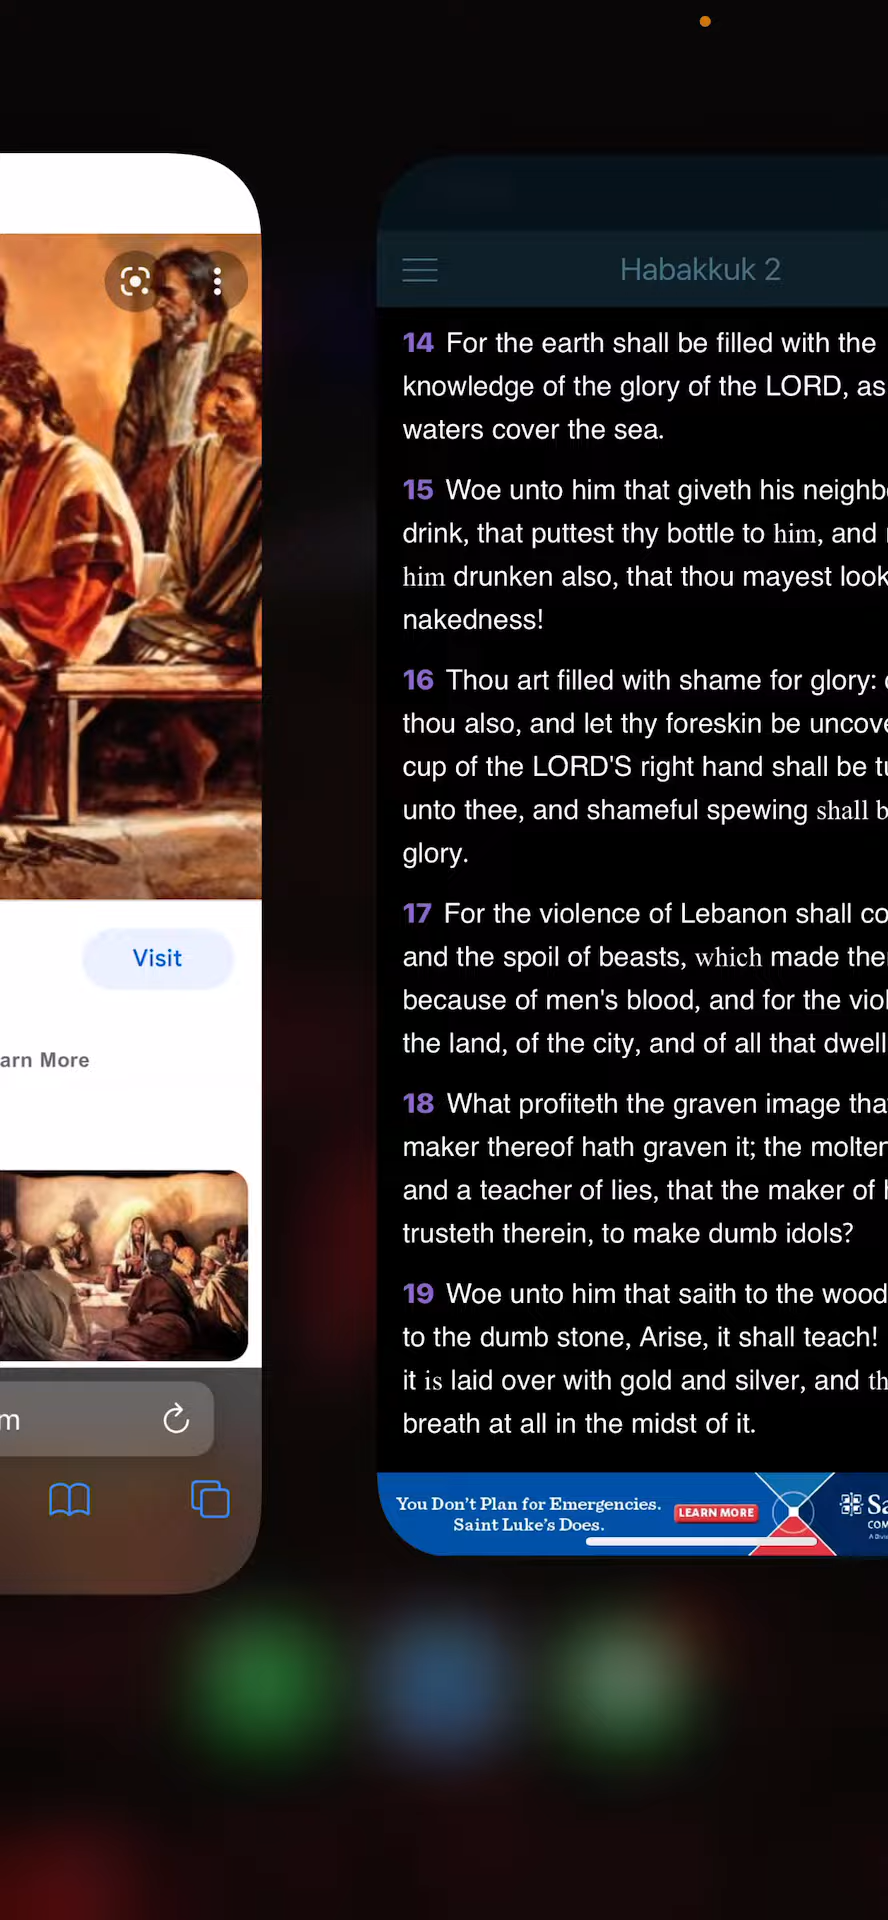 Visit
arn More
m
Habakkuk 2
14 For the earth shall be filled with the
knowledge of the glory of the LORD, as
waters cover the sea.
15 Woe unto him that giveth his neighb
drink, that puttest thy bottle to him, and
him drunken also, that thou mayest look
nakedness!
16 Thou art filled with shame for glory:
thou also, and let thy foreskin be uncove
cup of the LORD'S right hand shall be tu
unto thee, and shameful spewing shall b
glory.
17 For the violence of Lebanon shall co
and the spoil of beasts, which made the
because of men's blood, and for the viol
the land, of the city, and of all that dwell
18 What profiteth the graven image tha
maker thereof hath graven it; the molten
and a teacher of lies, that the maker of h
trusteth therein, to make dumb idols?
19 Woe unto him that saith to the wood
to the dumb stone, Arise, it shall teach!
it is laid over with gold and silver, and th
breath at all in the midst of it.
You Don't Plan for Emergencies.
Saint Luke's Does.
LEARN MORE
Sa
COM